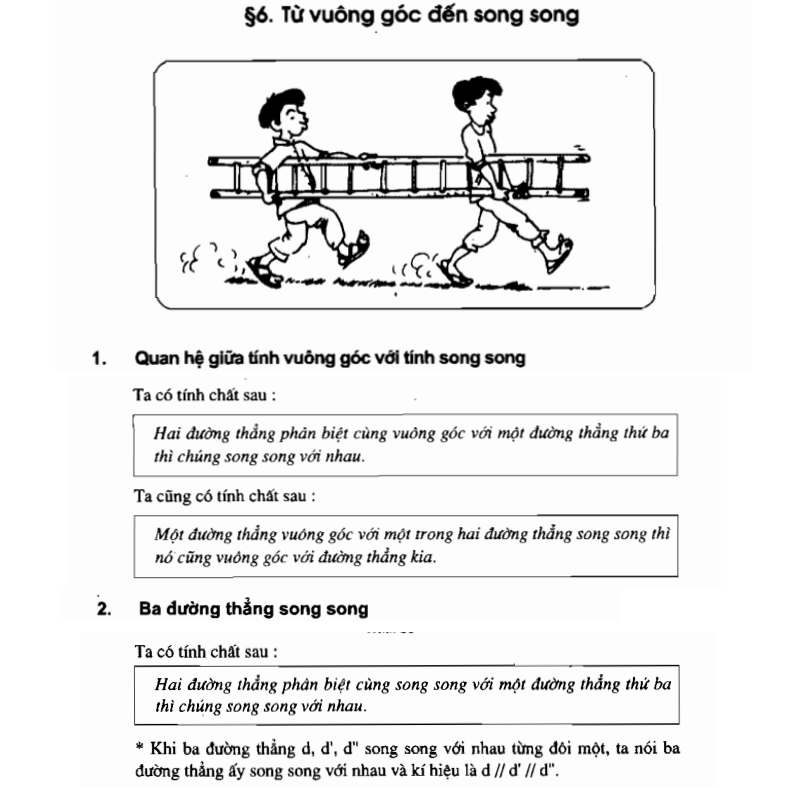 §6. Từ vuông góc đến song song
1. Quan hệ giữa tính vuông góc với tính song song
Ta có tính chất sau :
Hai đường thẳng phân biệt cùng vuông góc với một đường thẳng thứ ba
thì chúng song song với nhau.
Ta cũng có tính chất sau :
Một đường thẳng vuông góc với một trong hai đường thẳng song song thì
nó cũng vuông góc với đường thẳng kia.
2. Ba đường thẳng song song
Ta có tính chất sau :
Hai đường thẳng phân biệt cùng song song với một đường thẳng thứ ba
thì chúng song song với nhau.
* Khi ba đường thẳng d, d', d" song song với nhau từng đôi một, ta nói ba
đường thẳng ấy song song với nhau và kí hiệu là d // d' // d".